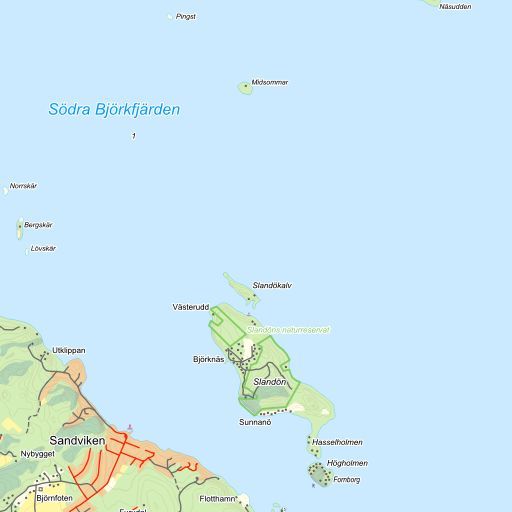 Näsudden
Pingst
Midsommar
Södra Björkfjärden
1
Norrskär
Bergskär
Lövskär
Slandökalv
Västerudd
Slandöns naturreservat
Utklippan
Björknäs
Slandön
Sunnanö
Sandviken
Hasselholmen
Nybygget
Högholmen
Fornborg
Björnfoten
Flotthamn